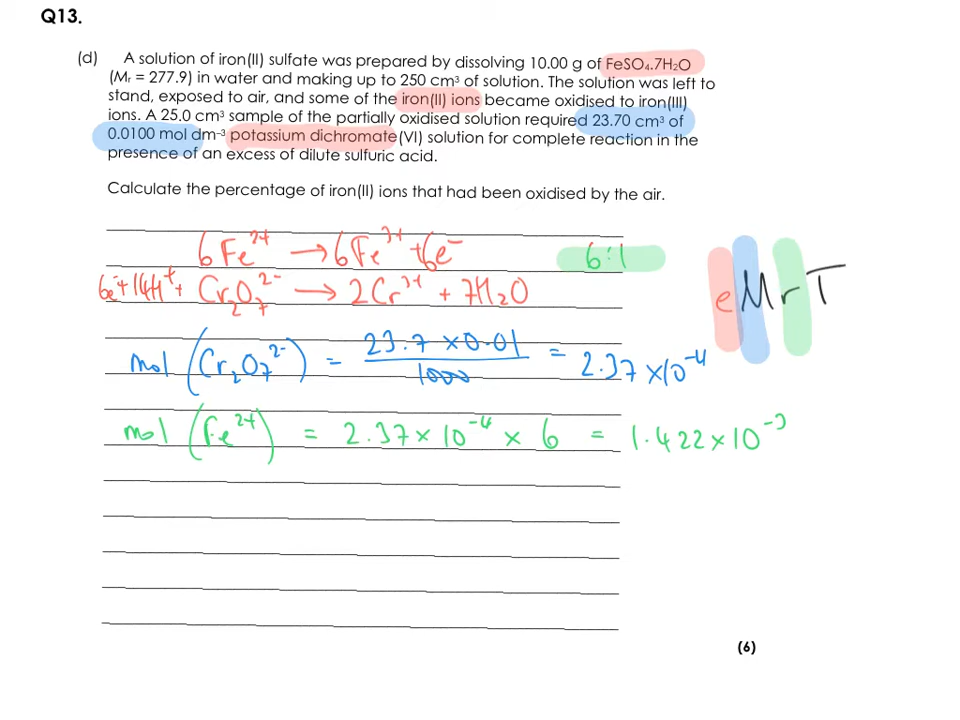 Q13.
(d) A solution of iron(II) sulfate was prepared by dissolving 10.00 g of FeSO₄.7H₂O
(Mᵣ = 277.9) in water and making up to 250 cm³ of solution. The solution was left to
stand, exposed to air, and some of the iron(II) ions became oxidised to iron(III)
ions. A 25.0 cm³ sample of the partially oxidised solution required 23.70 cm³ of
0.0100 mol dm⁻³ potassium dichromate(VI) solution for complete reaction in the
presence of an excess of dilute sulfuric acid.
Calculate the percentage of iron(II) ions that had been oxidised by the air.
6Fe²⁺ → 6Fe³⁺ + 6e⁻ 6:1
6e⁻ + 14H⁺ + Cr₂O₇²⁻ → 2Cr³⁺ + 7H₂O
eMrT
mol (Cr₂O₇²⁻) = 23.7 × 0.01 / 1000 = 2.37 × 10⁻⁴
mol (Fe²⁺) = 2.37 × 10⁻⁴ × 6 = 1.422 × 10⁻³
(6)